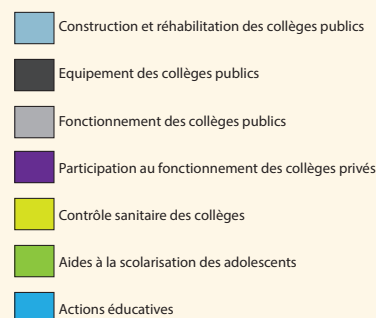 Construction et réhabilitation des collèges publics
Equipement des collèges publics
Fonctionnement des collèges publics
Participation au fonctionnement des collèges privés
Contrôle sanitaire des collèges
Aides à la scolarisation des adolescents
Actions éducatives